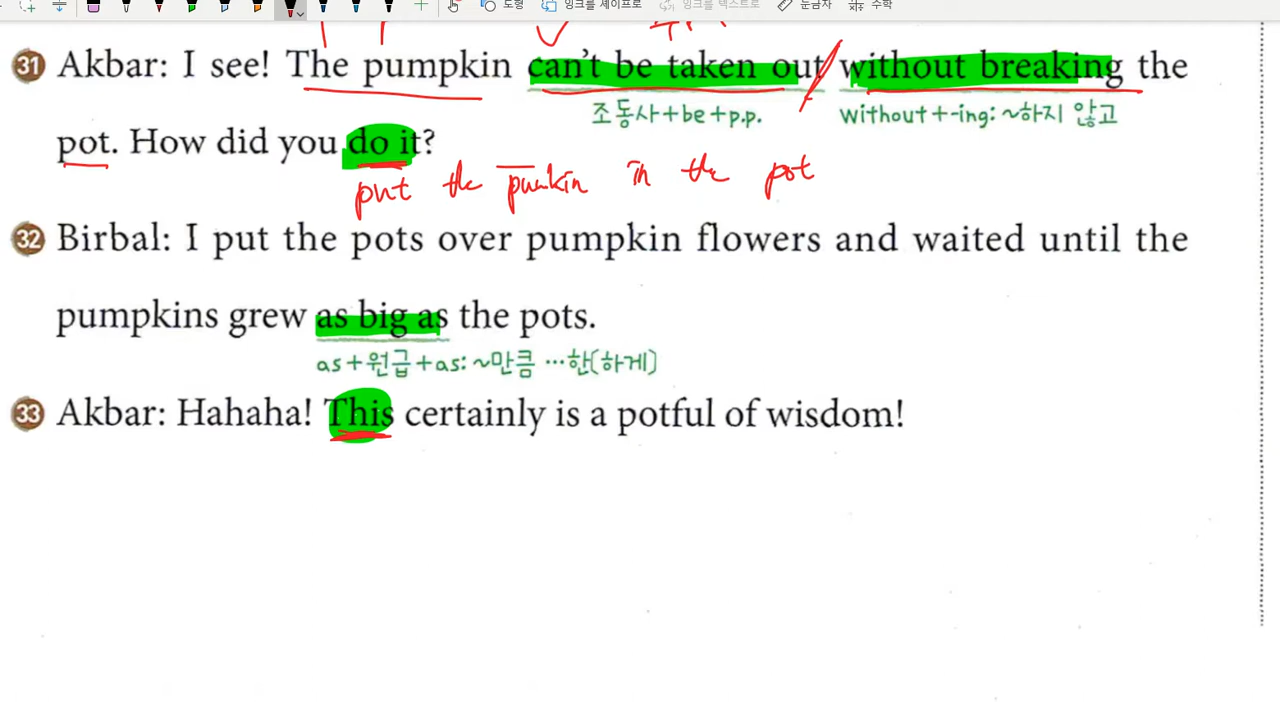 도형 잉크를 셰이프로 잉크를 텍스트로 눈금자 수학
31 Akbar: I see! The pumpkin can't be taken out without breaking the
조동사+be+p.p. without+-ing: ~하지 않고
pot. How did you do it?
put the pumkin in the pot
32 Birbal: I put the pots over pumpkin flowers and waited until the
pumpkins grew as big as the pots.
as+원급+as: ~만큼 …한(하게)
33 Akbar: Hahaha! This certainly is a potful of wisdom!